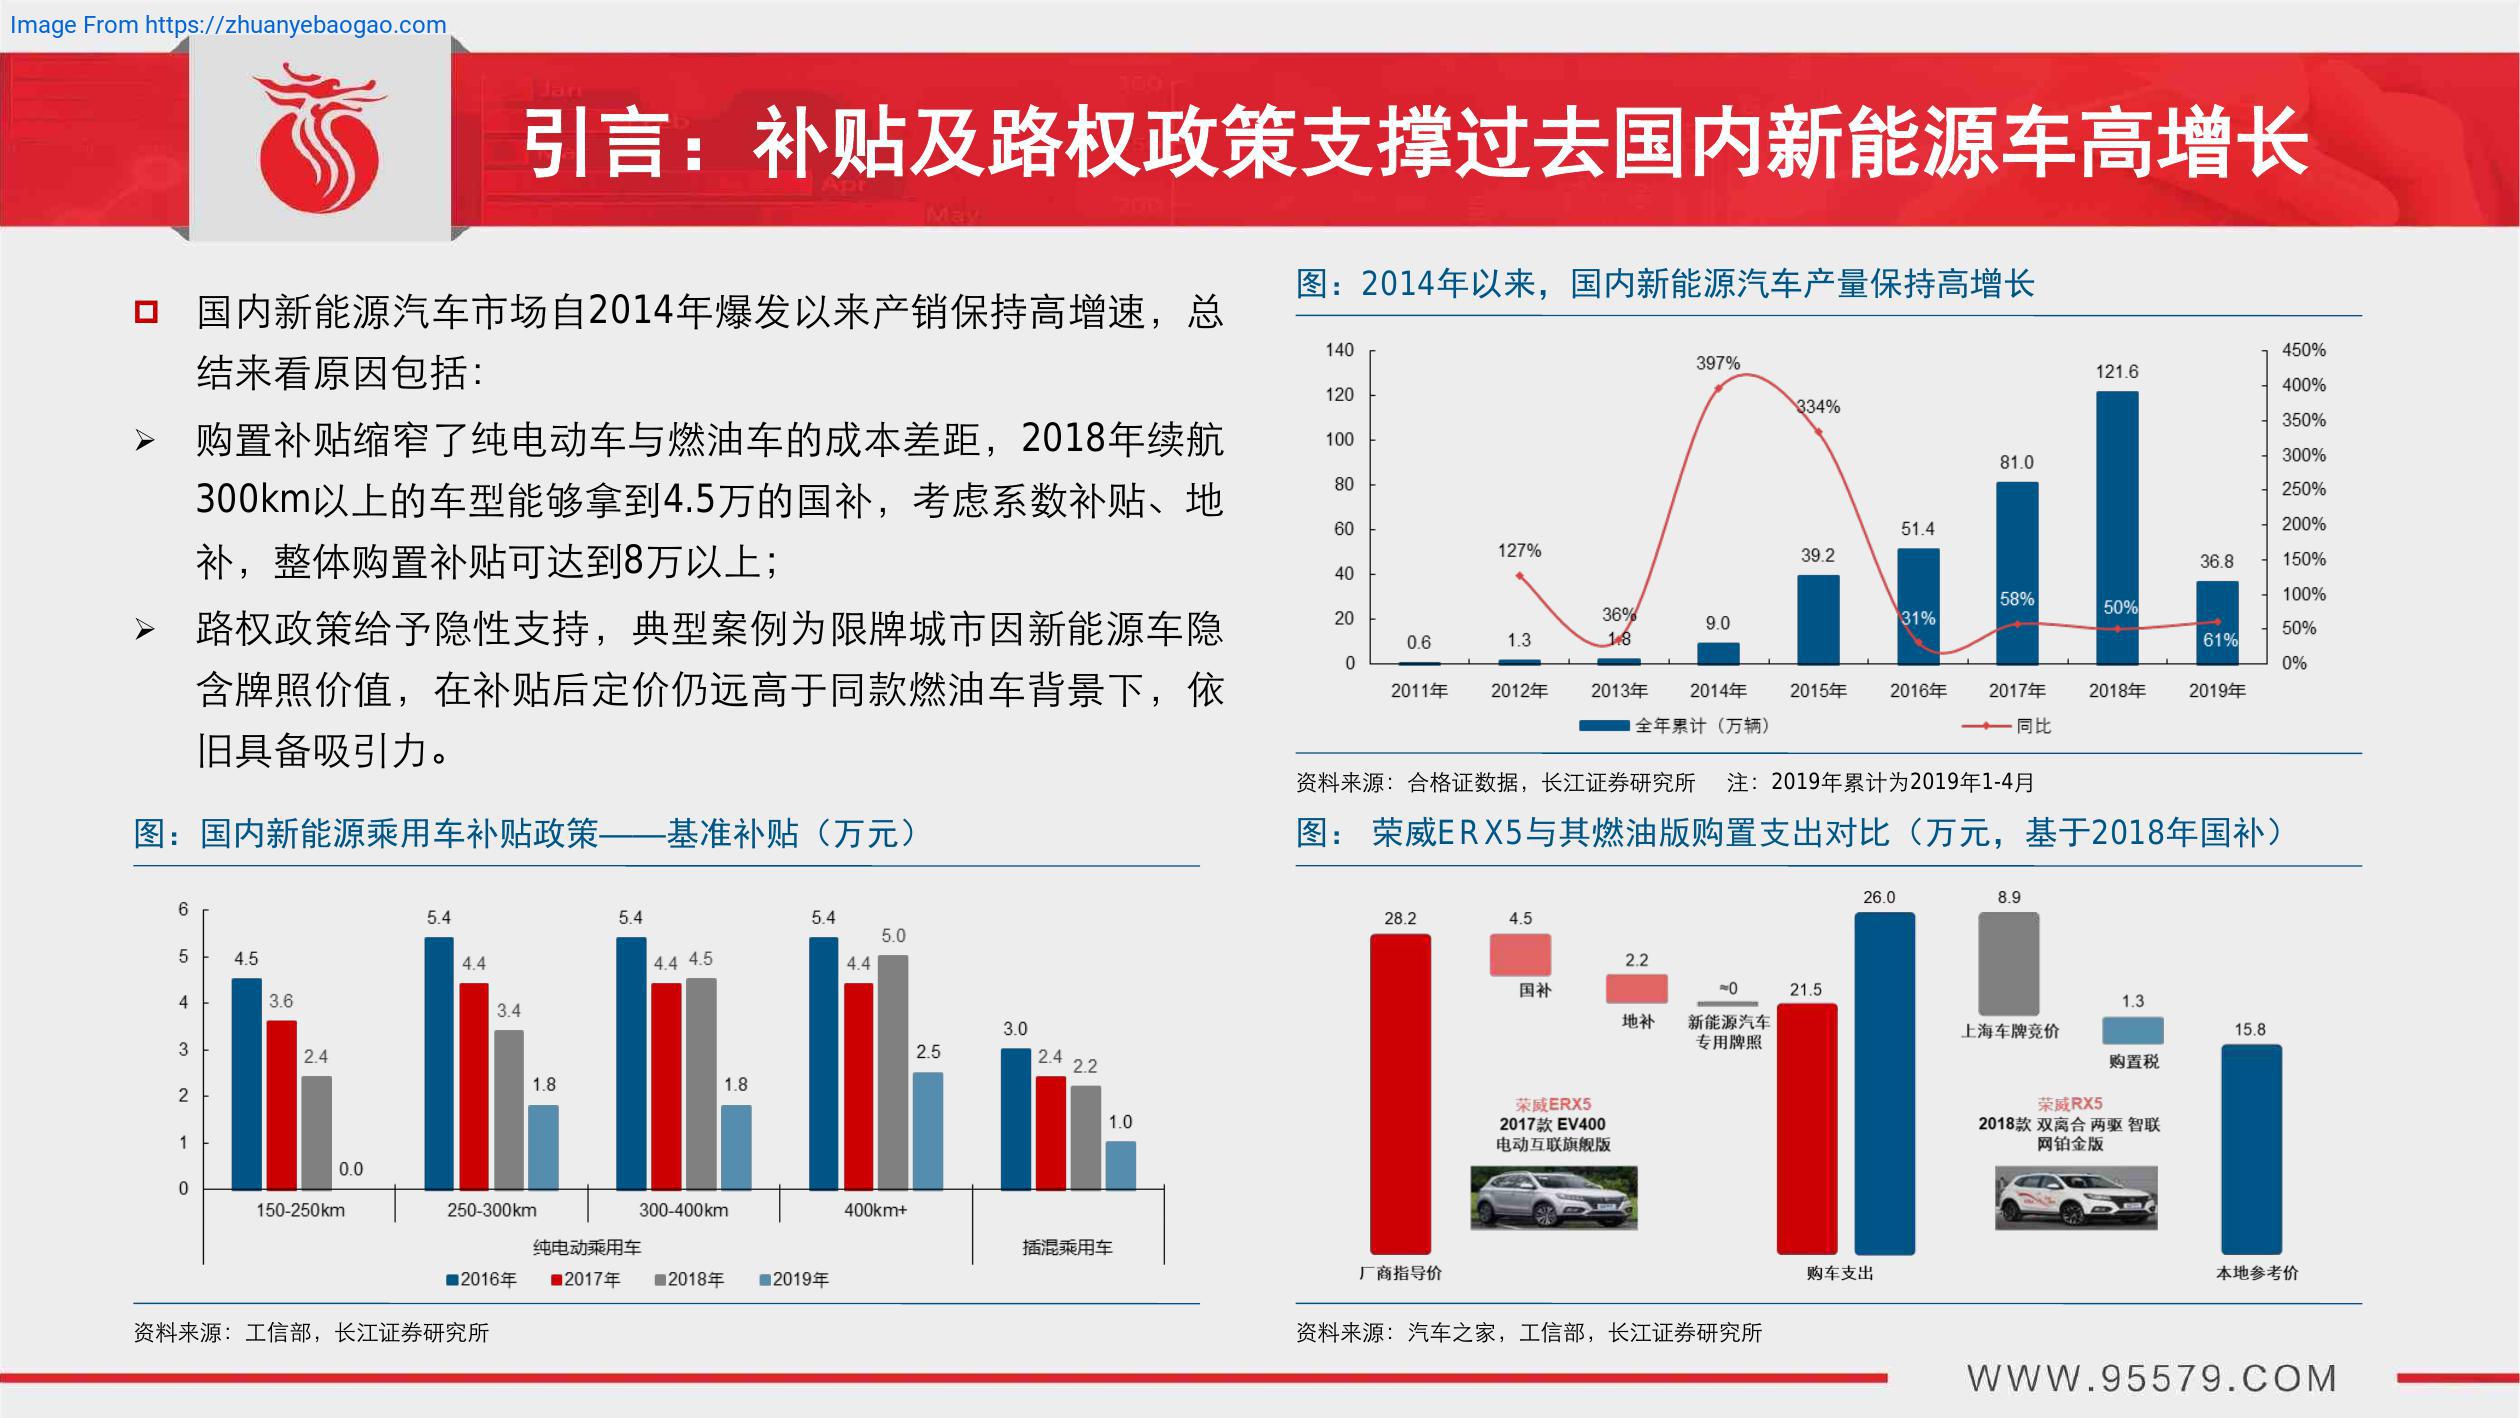 Image From https://zhuanyebaogao.com
引言：补贴及路权政策支撑过去国内新能源车高增长
国内新能源汽车市场自2014年爆发以来产销保持高增速，总
结来看原因包括：
购置补贴缩窄了纯电动车与燃油车的成本差距，2018年续航
300km以上的车型能够拿到4.5万的国补，考虑系数补贴、地
补，整体购置补贴可达到8万以上；
路权政策给予隐性支持，典型案例为限牌城市因新能源车隐
含牌照价值，在补贴后定价仍远高于同款燃油车背景下，依
旧具备吸引力。
图：2014年以来，国内新能源汽车产量保持高增长
140
120
100
80
60
40
20
0
450%
400%
350%
300%
250%
200%
150%
100%
50%
0%
0.6
1.3
1.8
9.0
39.2
51.4
81.0
121.6
36.8
127%
36%
397%
334%
31%
58%
50%
61%
2011年 2012年 2013年 2014年 2015年 2016年 2017年 2018年 2019年
全年累计（万辆） 同比
资料来源：合格证数据，长江证券研究所 注：2019年累计为2019年1-4月
图：国内新能源乘用车补贴政策——基准补贴（万元）
6
5
4
3
2
1
0
4.5 3.6 2.4 0.0
5.4 4.4 3.4 1.8
5.4 4.4 4.5 1.8
5.4 4.4 5.0 2.5
3.0 2.4 2.2 1.0
150-250km 250-300km 300-400km 400km+
纯电动乘用车 插混乘用车
2016年 2017年 2018年 2019年
资料来源：工信部，长江证券研究所
图： 荣威ERX5与其燃油版购置支出对比（万元，基于2018年国补）
28.2
厂商指导价
4.5
国补
2.2
地补
≈0
新能源汽车
专用牌照
21.5
26.0
购车支出
8.9
上海车牌竞价
1.3
购置税
15.8
本地参考价
荣威ERX5
2017款 EV400
电动互联旗舰版
荣威RX5
2018款 双离合 两驱 智联
网铂金版
资料来源：汽车之家，工信部，长江证券研究所
WWW.95579.COM